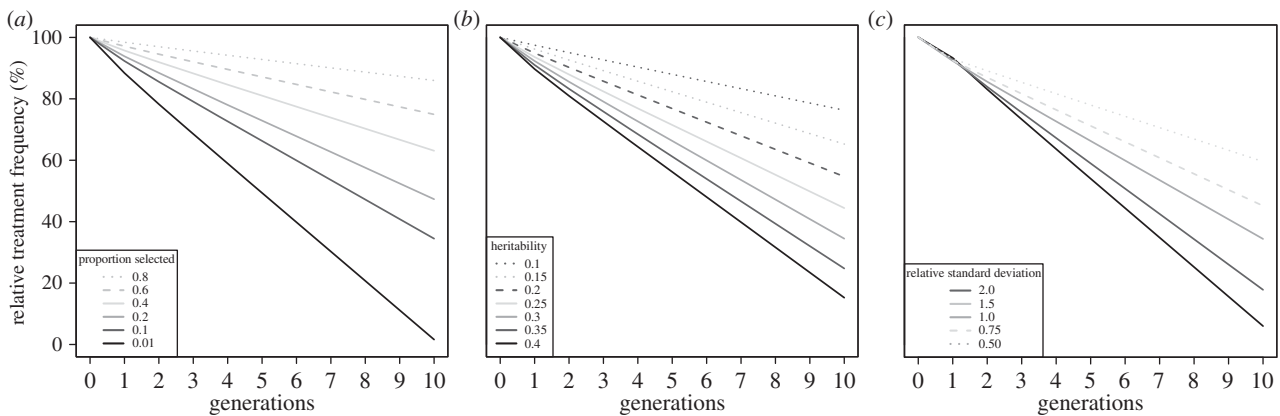 (a)
(b)
(c)
relative treatment frequency (%)
100
80
60
40
20
0
proportion selected
0.8
0.6
0.4
0.2
0.1
0.01
0 1 2 3 4 5 6 7 8 9 10
generations
heritability
0.1
0.15
0.2
0.25
0.3
0.35
0.4
0 1 2 3 4 5 6 7 8 9 10
generations
relative standard deviation
2.0
1.5
1.0
0.75
0.50
0 1 2 3 4 5 6 7 8 9 10
generations